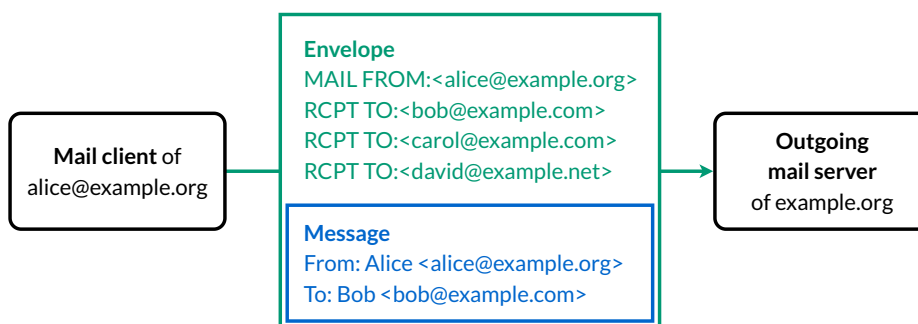 Mail client of
alice@example.org
Envelope
MAIL FROM:<alice@example.org>
RCPT TO:<bob@example.com>
RCPT TO:<carol@example.com>
RCPT TO:<david@example.net>
Message
From: Alice <alice@example.org>
To: Bob <bob@example.com>
Outgoing
mail server
of example.org